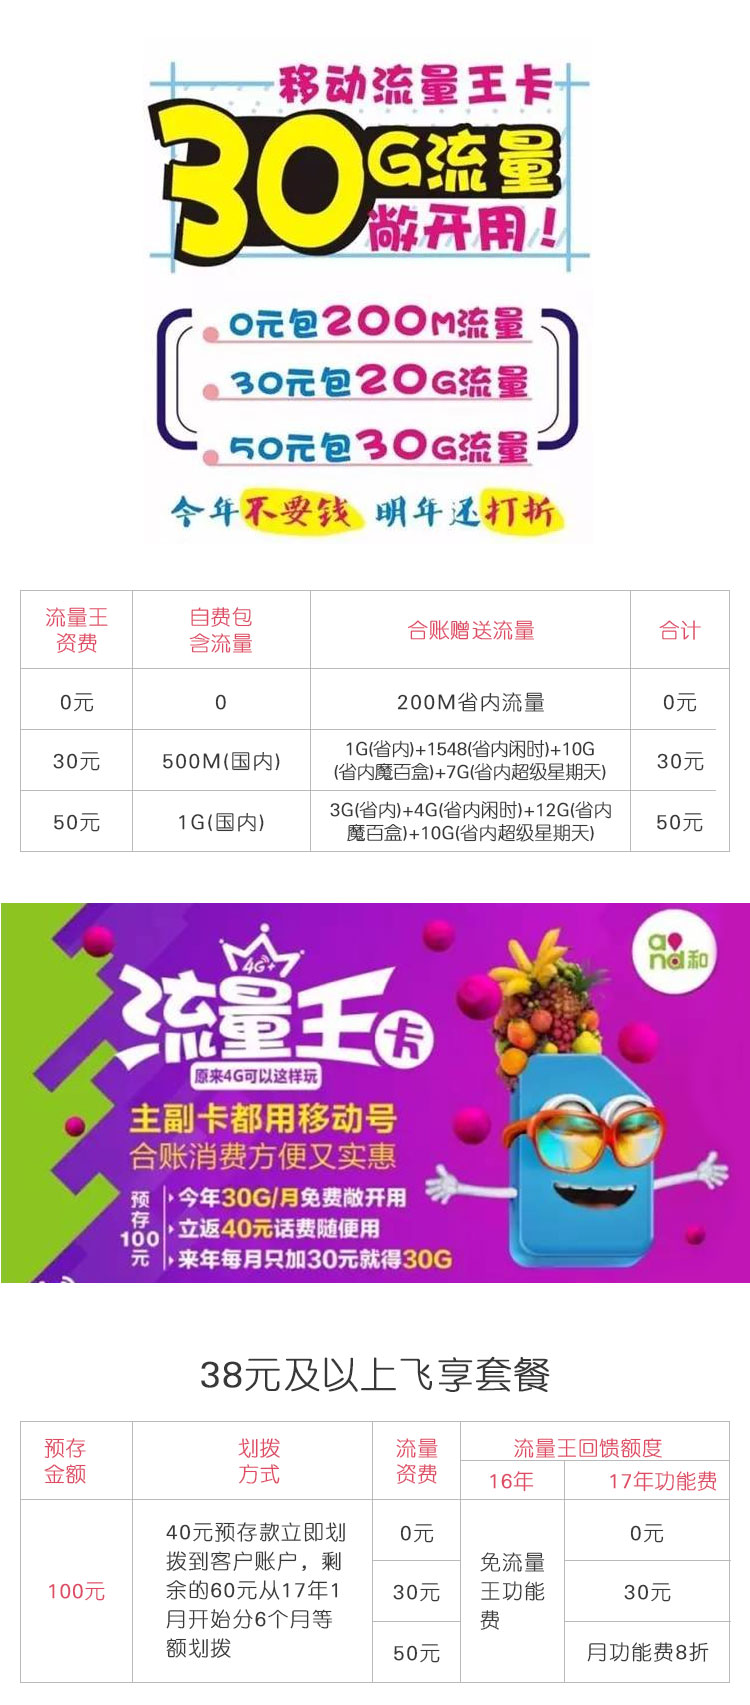 移动流量王卡
30G流量
敞开用！
0元包200M流量
30元包20G流量
50元包30G流量
今年不要钱 明年还打折
流量王资费 自费包含流量 合账赠送流量 合计
0元 0 200M省内流量 0元
30元 500M(国内) 1G(省内)+1548(省内闲时)+10G
(省内魔百盒)+7G(省内超级星期天) 30元
50元 1G(国内) 3G(省内)+4G(省内闲时)+12G(省内
魔百盒)+10G(省内超级星期天) 50元
4G+
流量王卡
原来4G可以这样玩
and和
主副卡都用移动号
合账消费方便又实惠
预存100元
今年30G/月免费敞开用
立返40元话费随便用
来年每月只加30元就得30G
38元及以上飞享套餐
预存金额 划拨方式 流量资费 流量王回馈额度
16年 17年功能费
100元
40元预存款立即划
拨到客户账户，剩
余的60元从17年1
月开始分6个月等
额划拨
0元 免流量王功能费 0元
30元 30元
50元 月功能费8折